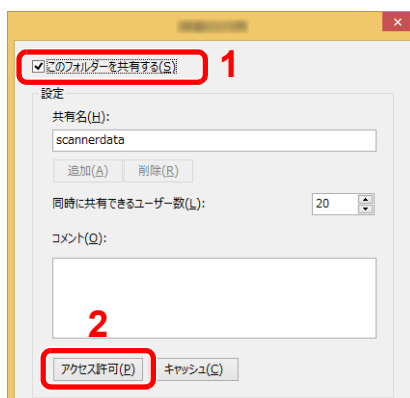 このフォルダーを共有する(S)
1
設定
共有名(H):
scannerdata
追加(A) 削除(R)
同時に共有できるユーザー数(L): 20
コメント(O):
2
アクセス許可(P) キャッシュ(C)